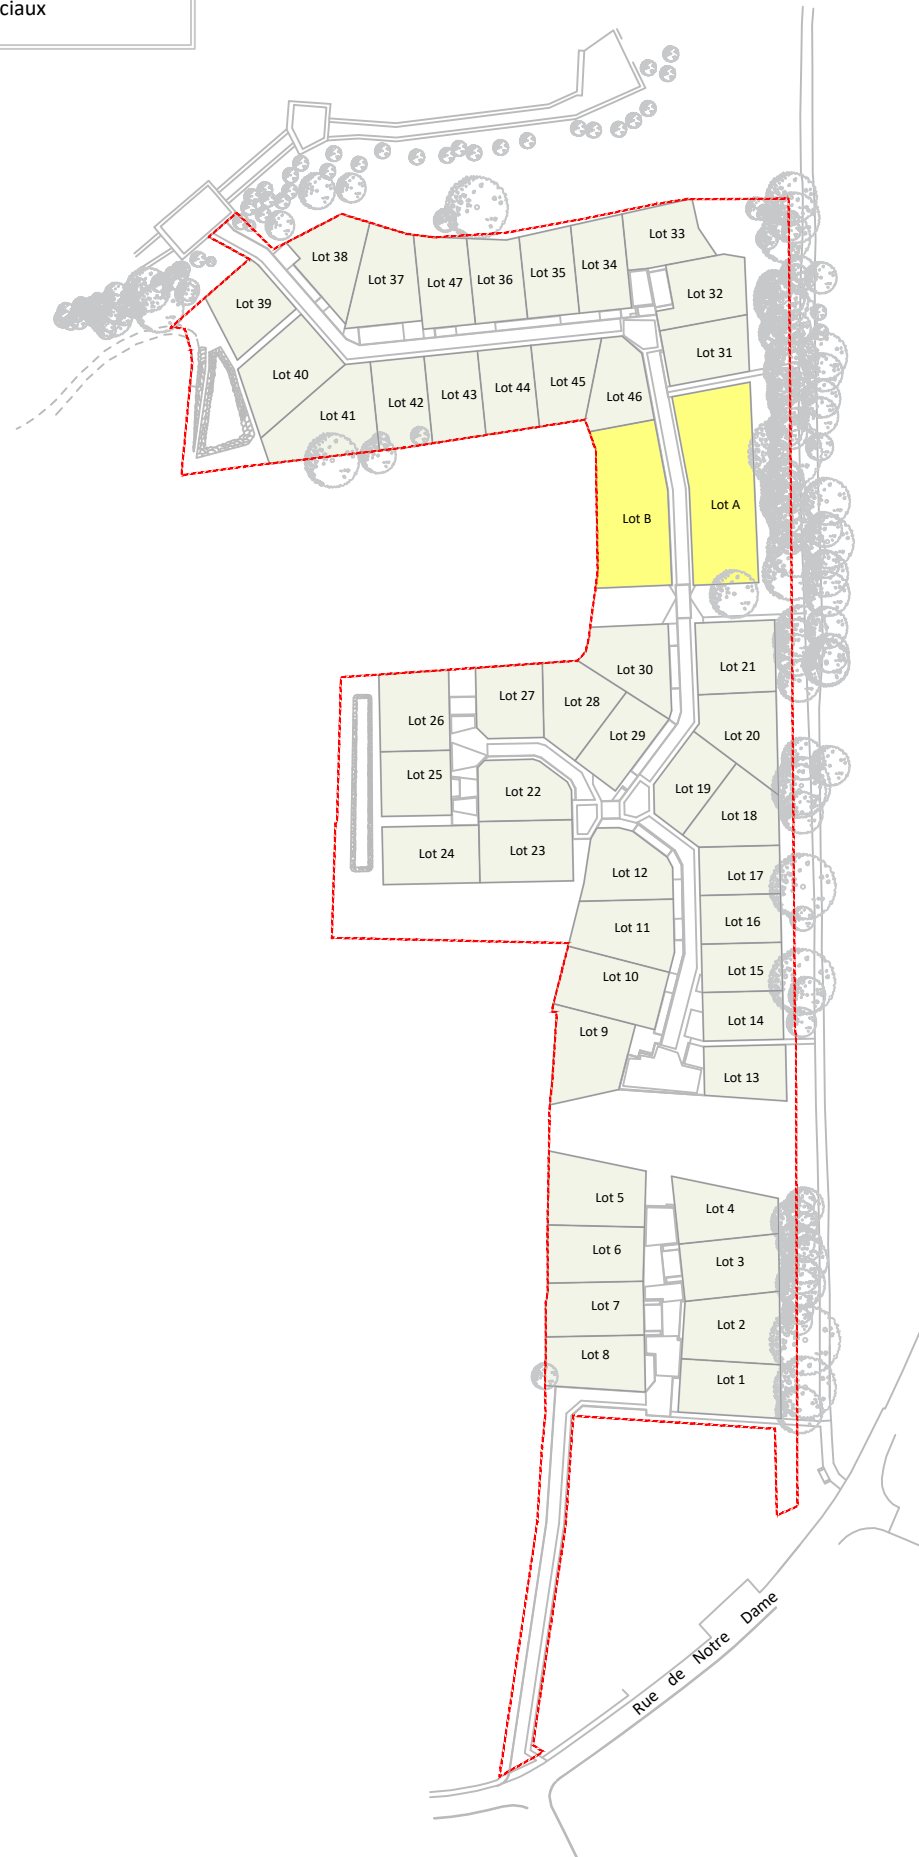 ciaux
Lot 33
Lot 38
Lot 37
Lot 47
Lot 36
Lot 35
Lot 34
Lot 32
Lot 39
Lot 31
Lot 40
Lot 41
Lot 42
Lot 43
Lot 44
Lot 45
Lot 46
Lot B
Lot A
Lot 30
Lot 21
Lot 26
Lot 27
Lot 28
Lot 29
Lot 20
Lot 25
Lot 22
Lot 19
Lot 18
Lot 24
Lot 23
Lot 12
Lot 17
Lot 11
Lot 16
Lot 10
Lot 15
Lot 9
Lot 14
Lot 13
Lot 5
Lot 4
Lot 6
Lot 3
Lot 7
Lot 2
Lot 8
Lot 1
Rue de Notre Dame